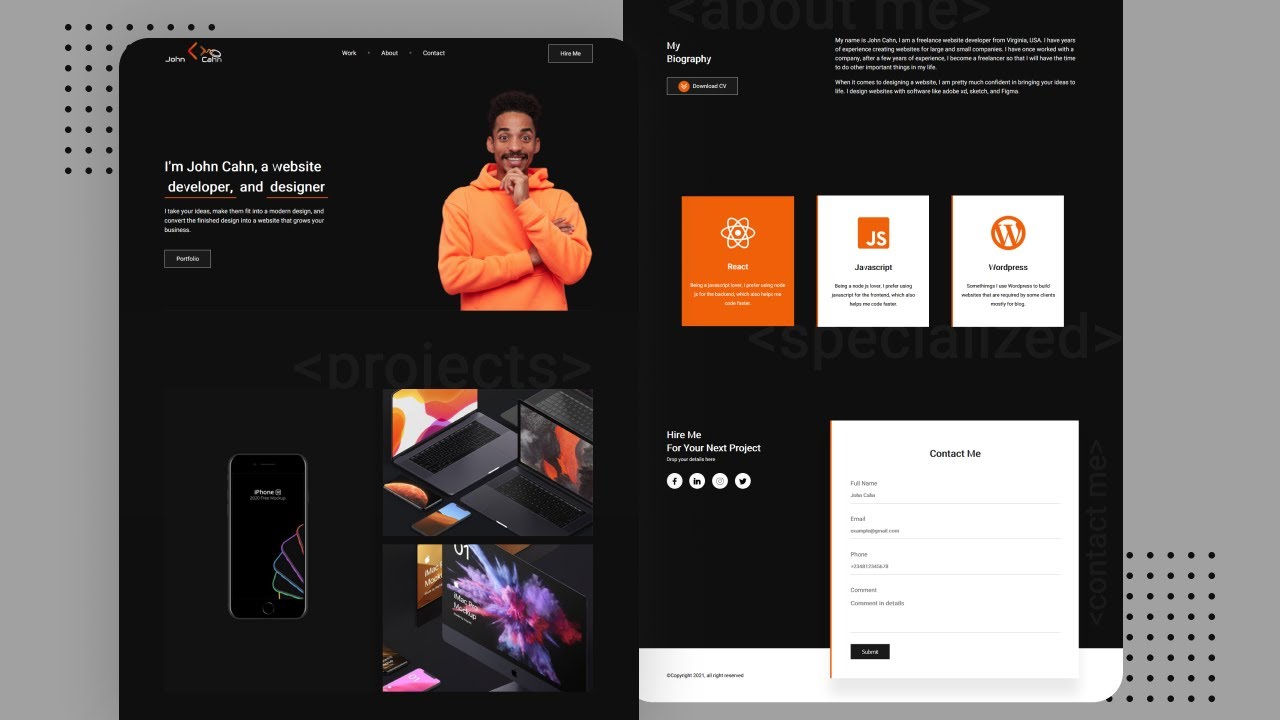 John Cahn
Work
About
Contact
Hire Me
I'm John Cahn, a website
developer, and designer
I take your ideas, make them fit into a modern design, and
convert the finished design into a website that grows your
business.
Portfolio
<projects>
iPhone SE
2020 Free Mockup
01
iMac Pro
Mockup
01
<about me>
My
Biography
Download CV
My name is John Cahn, I am a freelance website developer from Virginia, USA. I have years
of experience creating websites for large and small companies. I have once worked with a
company, after a few years of experience, I become a freelancer so that I will have the time
to do other important things in my life.
When it comes to designing a website, I am pretty much confident in bringing your ideas to
life. I design websites with software like adobe xd, sketch, and Figma.
React
Being a javascript lover, I prefer using node
js for the backend, which also helps me
code faster.
JS
Javascript
Being a node js lover, I prefer using
javascript for the frontend, which also
helps me code faster.
Wordpress
Somethimgs I use Wordpress to build
websites that are required by some clients
mostly for blog.
<specialized>
Hire Me
For Your Next Project
Drop your details here
Contact Me
Full Name
John Cahn
Email
example@gmail.com
Phone
+234812345678
Comment
Comment in details
Submit
<contact me>
©Copyright 2021, all right reserved